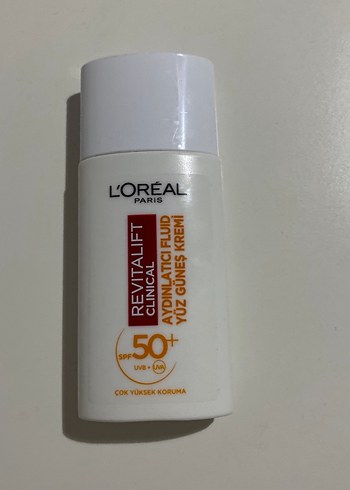 L'ORÉAL
PARIS
REVITALIFT
CLINICAL
AYDINLATICI FLUID
YÜZ GÜNEŞ KREMİ
SPF 50+
UVB + UVA
ÇOK YÜKSEK KORUMA